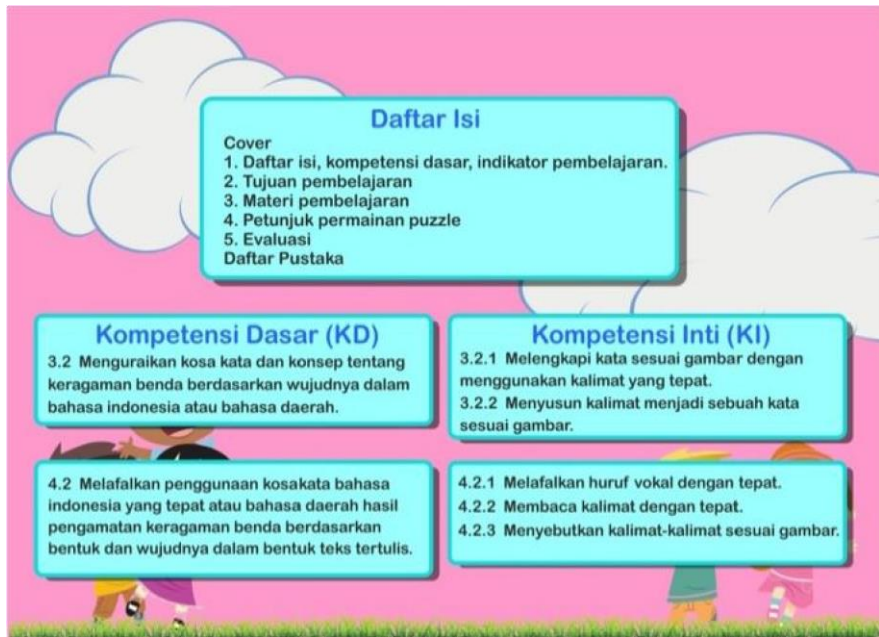 Daftar Isi
Cover
1. Daftar isi, kompetensi dasar, indikator pembelajaran.
2. Tujuan pembelajaran
3. Materi pembelajaran
4. Petunjuk permainan puzzle
5. Evaluasi
Daftar Pustaka
Kompetensi Dasar (KD)
3.2 Menguraikan kosa kata dan konsep tentang
keragaman benda berdasarkan wujudnya dalam
bahasa indonesia atau bahasa daerah.
Kompetensi Inti (KI)
3.2.1 Melengkapi kata sesuai gambar dengan
menggunakan kalimat yang tepat.
3.2.2 Menyusun kalimat menjadi sebuah kata
sesuai gambar.
4.2 Melafalkan penggunaan kosakata bahasa
indonesia yang tepat atau bahasa daerah hasil
pengamatan keragaman benda berdasarkan
bentuk dan wujudnya dalam bentuk teks tertulis.
4.2.1 Melafalkan huruf vokal dengan tepat.
4.2.2 Membaca kalimat dengan tepat.
4.2.3 Menyebutkan kalimat-kalimat sesuai gambar.